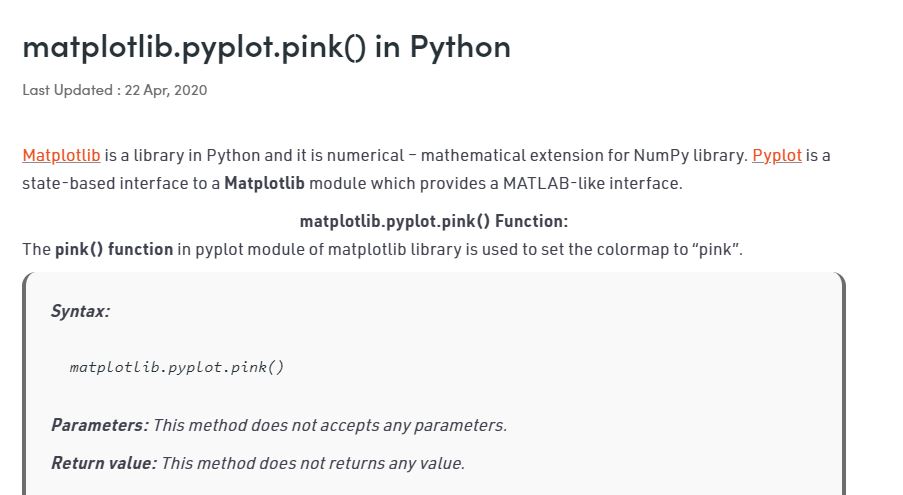 matplotlib.pyplot.pink() in Python
Last Updated : 22 Apr, 2020
Matplotlib is a library in Python and it is numerical – mathematical extension for NumPy library. Pyplot is a
state-based interface to a Matplotlib module which provides a MATLAB-like interface.
matplotlib.pyplot.pink() Function:
The pink() function in pyplot module of matplotlib library is used to set the colormap to “pink”.
Syntax:
matplotlib.pyplot.pink()
Parameters: This method does not accepts any parameters.
Return value: This method does not returns any value.